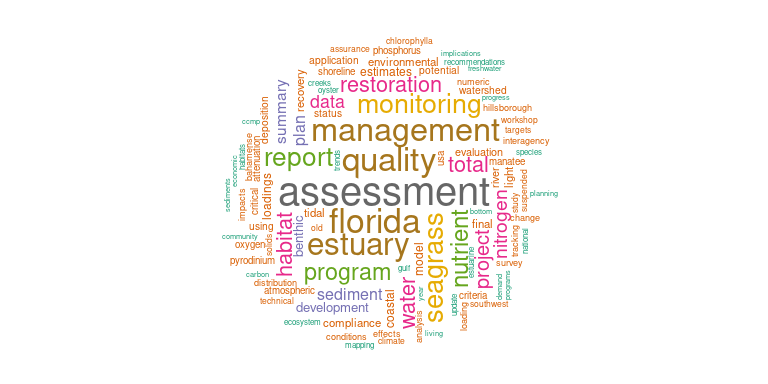 chlorophylla
assurance phosphorus
implications
application environmental recommendations
shoreline estimates potential freshwater
creeks restoration numeric
oyster watershed
recovery data monitoring progress
status hillsborough
summary plan management workshop
ccmp deposition targets
interagency
bahamense attenuation report quality usa evaluation species
habitats trends total manatee
economic
sediments impacts critical loadings assessment river light study suspended planning
habitat benthic tidal florida seagrass nutrient bottom final nitrogen change
using old
community estuary project tracking national
oxygen solids
pyrodinium program gulf model estuarine survey
carbon
distribution water demand programs
atmospheric sediment coastal year update criteria
technical development loading southwest
ecosystem compliance analysis
conditions effects living
mapping climate